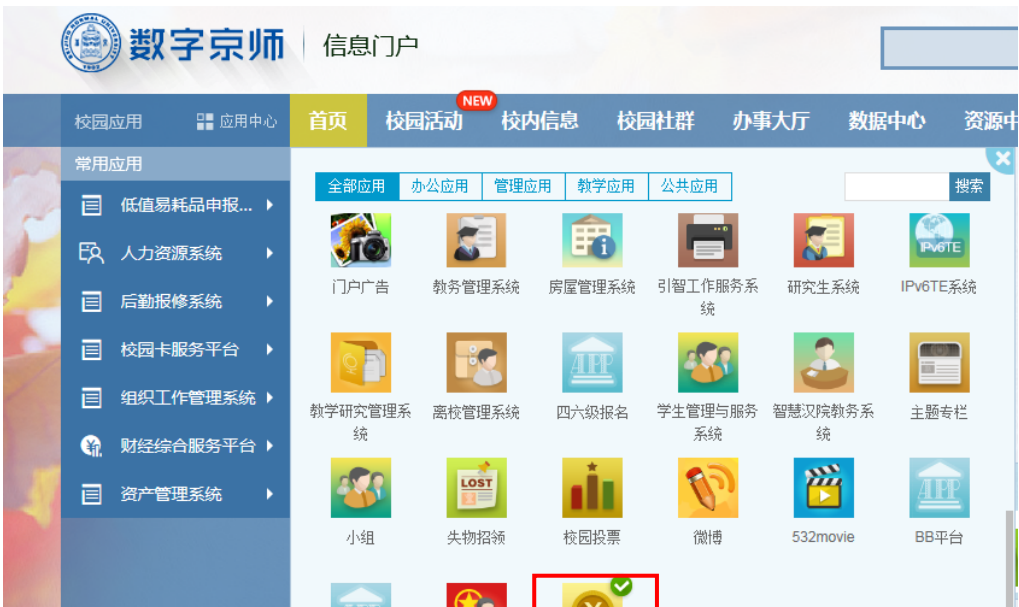 数字京师 信息门户
校园应用 应用中心 首页 校园活动 NEW 校内信息 校园社群 办事大厅 数据中心 资源中
常用应用
低值易耗品申报...
人力资源系统
后勤报修系统
校园卡服务平台
组织工作管理系统
财经综合服务平台
资产管理系统
全部应用 办公应用 管理应用 教学应用 公共应用 搜索
IPv6TE
门户广告 教务管理系统 房屋管理系统 引智工作服务系 研究生系统 IPv6TE系统
统
APP
教学研究管理系 离校管理系统 四六级报名 学生管理与服务 智慧汉院教务系 主题专栏
统 系统 统
LOST APP
小组 失物招领 校园投票 微博 532movie BB平台